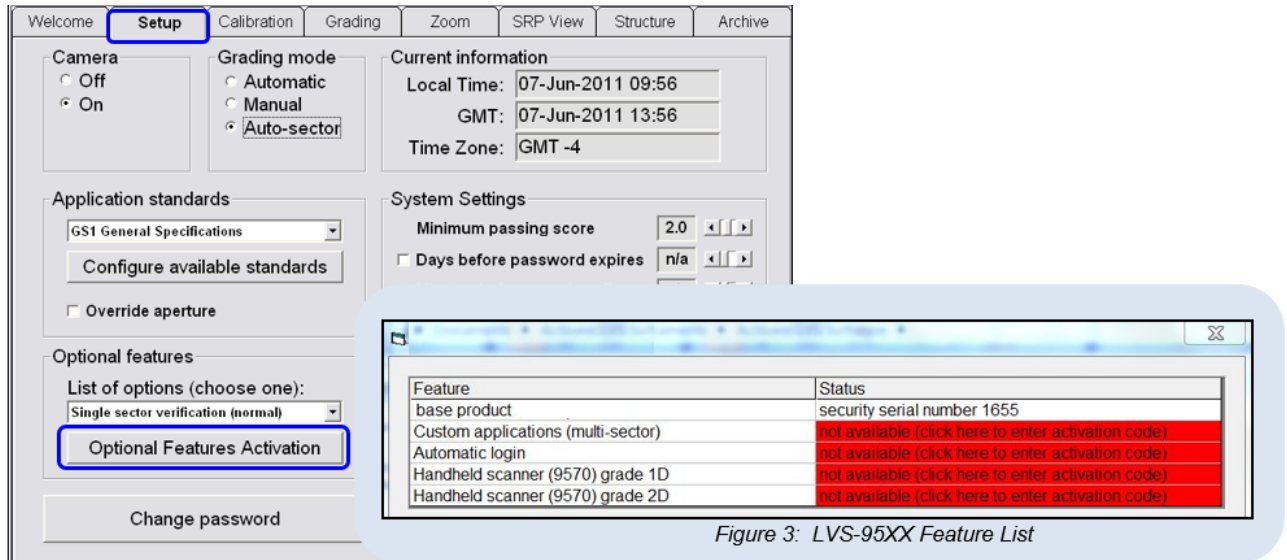 Welcome Setup Calibration Grading Zoom SRP View Structure Archive
Camera
Off
On
Grading mode
Automatic
Manual
Auto-sector
Current information
Local Time: 07-Jun-2011 09:56
GMT: 07-Jun-2011 13:56
Time Zone: GMT -4
Application standards
GS1 General Specifications
Configure available standards
Override aperture
System Settings
Minimum passing score 2.0
Days before password expires n/a
Optional features
List of options (choose one):
Single sector verification (normal)
Optional Features Activation
Change password
Feature Status
base product security serial number 1655
Custom applications (multi-sector) not available (click here to enter activation code)
Automatic login not available (click here to enter activation code)
Handheld scanner (9570) grade 1D not available (click here to enter activation code)
Handheld scanner (9570) grade 2D not available (click here to enter activation code)
Figure 3: LVS-95XX Feature List